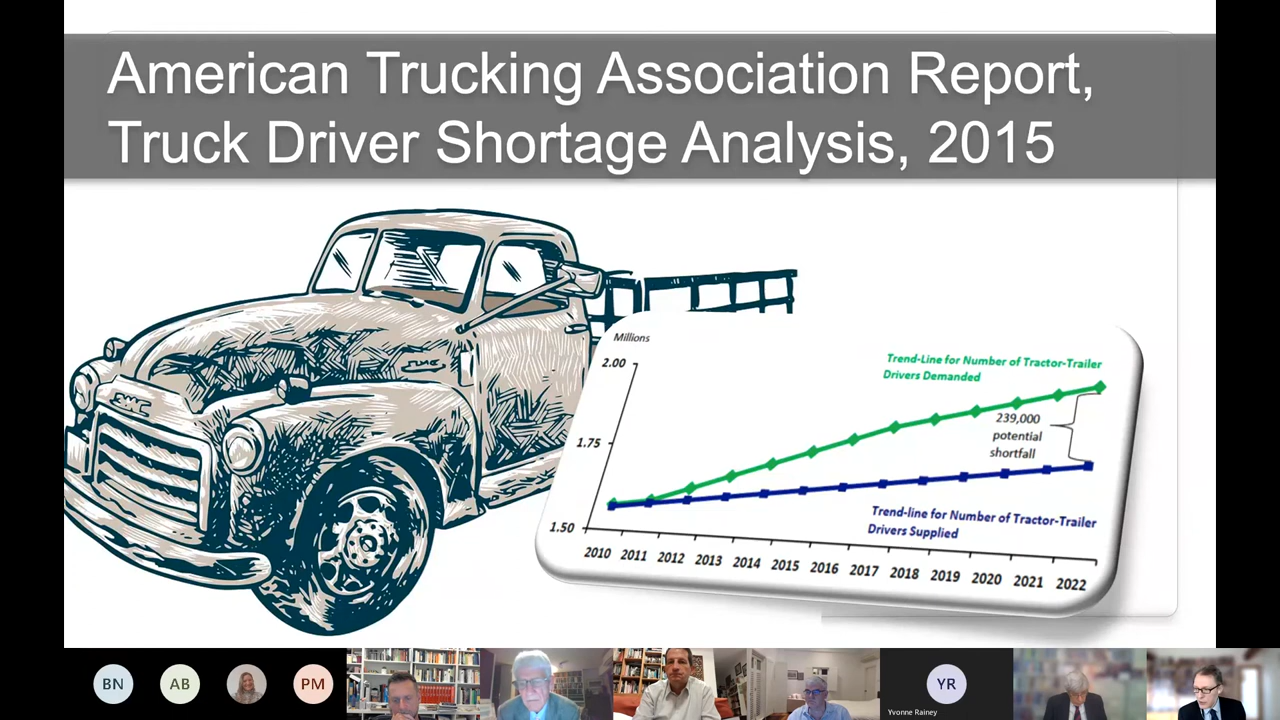 American Trucking Association Report,
Truck Driver Shortage Analysis, 2015
GMC
Millions
2.00
1.75
1.50
Trend-Line for Number of Tractor-Trailer
Drivers Demanded
239,000
potential
shortfall
Trend-line for Number of Tractor-Trailer
Drivers Supplied
2010 2011 2012 2013 2014 2015 2016 2017 2018 2019 2020 2021 2022
BN AB PM YR
Yvonne Rainey